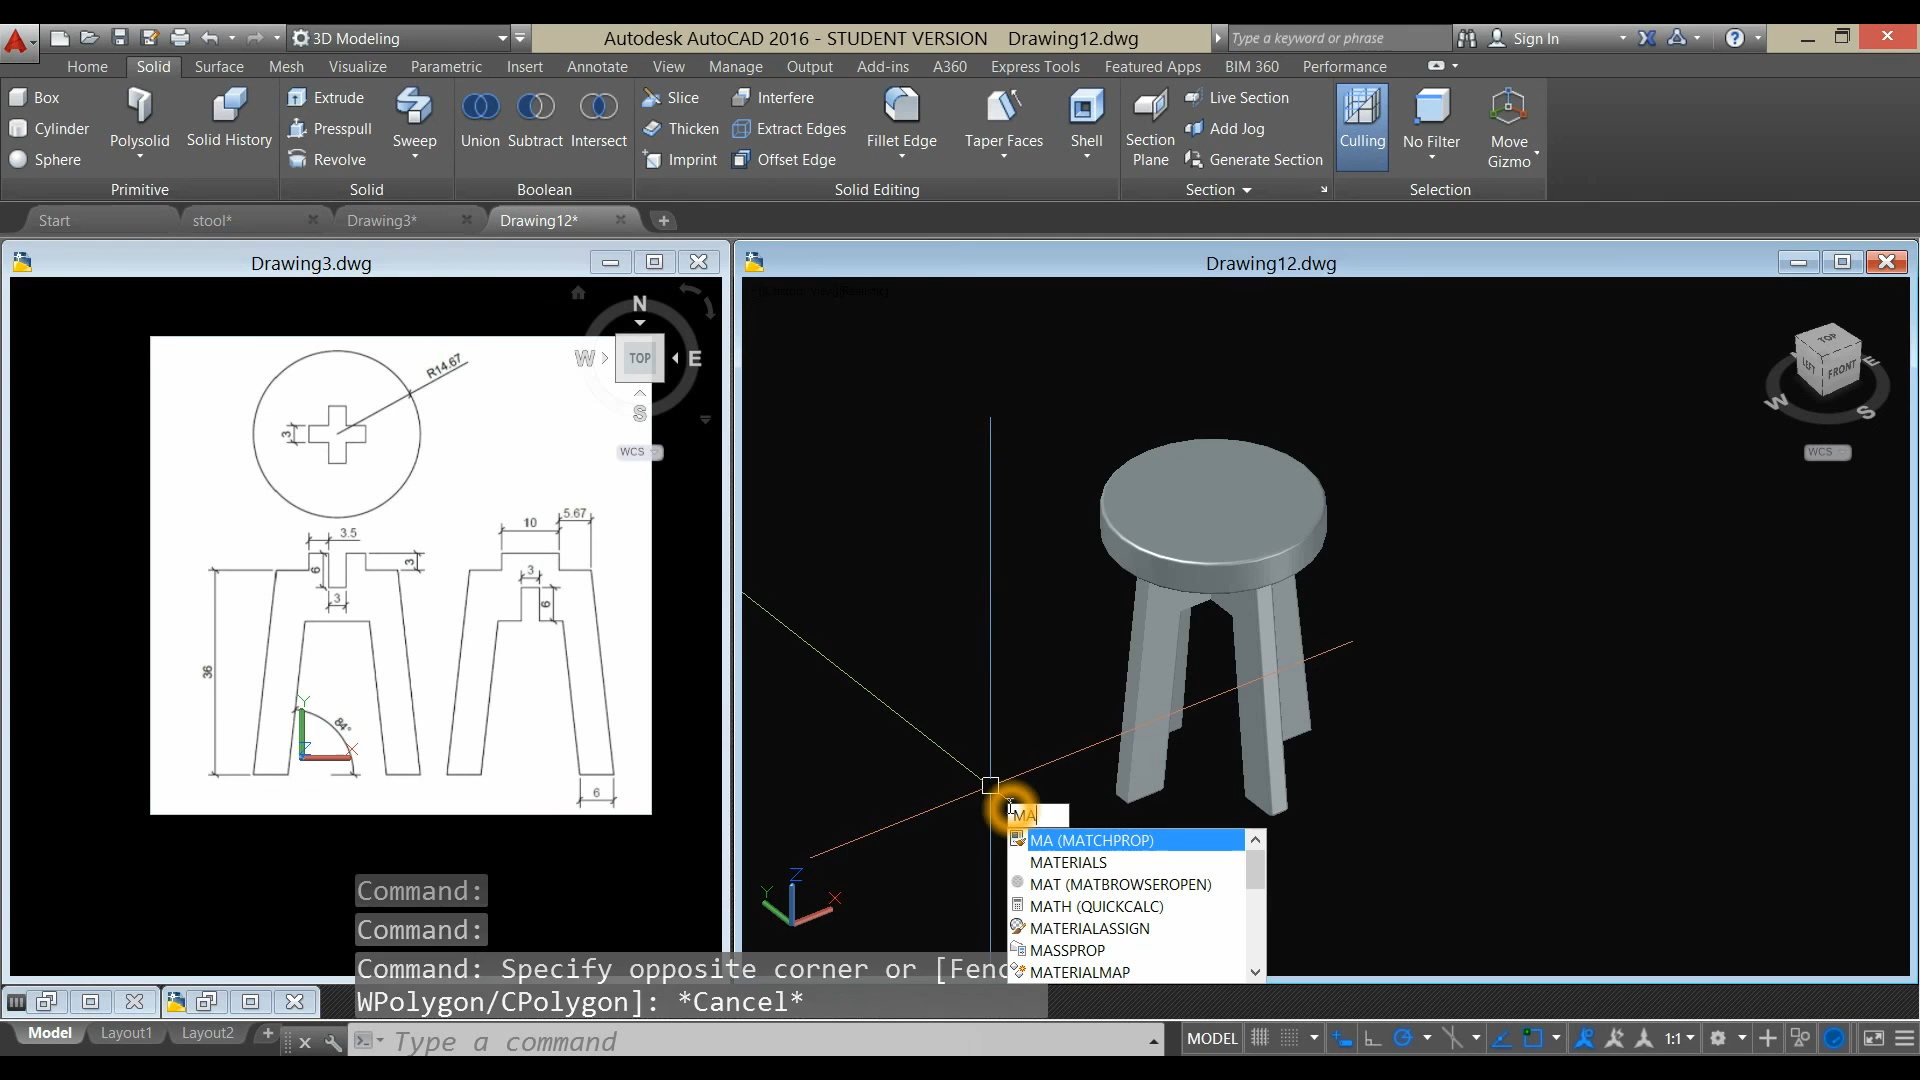 3D Modeling
Autodesk AutoCAD 2016 - STUDENT VERSION Drawing12.dwg
Type a keyword or phrase
Sign In
Home Solid Surface Mesh Visualize Parametric Insert Annotate View Manage Output Add-ins A360 Express Tools Featured Apps BIM 360 Performance
Box
Cylinder
Sphere
Polysolid
Solid History
Primitive
Extrude
Presspull
Revolve
Sweep
Solid
Union Subtract Intersect
Boolean
Slice
Thicken
Imprint
Interfere
Extract Edges
Offset Edge
Fillet Edge
Taper Faces
Shell
Solid Editing
Section
Plane
Live Section
Add Jog
Generate Section
Section
Culling
No Filter
Move
Gizmo
Selection
Start stool* Drawing3* Drawing12*
Drawing3.dwg
N
W TOP E
S
WCS
R14.67
3
3.5
6
3
3
36
84°
10
5.67
3
6
6
Y
Z X
Drawing12.dwg
TOP
LEFT FRONT
E
W S
WCS
Z
Y X
MA
MA (MATCHPROP)
MATERIALS
MAT (MATBROWSEROPEN)
MATH (QUICKCALC)
MATERIALASSIGN
MASSPROP
MATERIALMAP
Command:
Command:
Command: Specify opposite corner or [Fenc
WPolygon/CPolygon]: *Cancel*
Type a command
Model Layout1 Layout2
MODEL
1:1